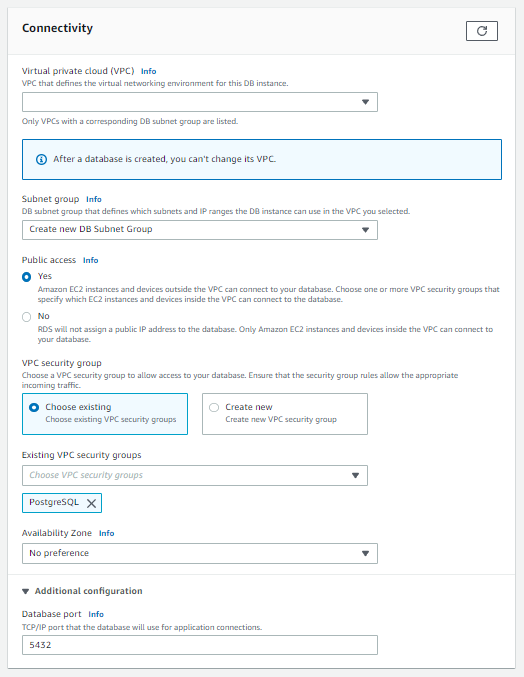 Connectivity
Virtual private cloud (VPC) Info
VPC that defines the virtual networking environment for this DB instance.
Only VPCs with a corresponding DB subnet group are listed.
After a database is created, you can't change its VPC.
Subnet group Info
DB subnet group that defines which subnets and IP ranges the DB instance can use in the VPC you selected.
Create new DB Subnet Group
Public access Info
Yes
Amazon EC2 instances and devices outside the VPC can connect to your database. Choose one or more VPC security groups that
specify which EC2 instances and devices inside the VPC can connect to the database.
No
RDS will not assign a public IP address to the database. Only Amazon EC2 instances and devices inside the VPC can connect to
your database.
VPC security group
Choose a VPC security group to allow access to your database. Ensure that the security group rules allow the appropriate
incoming traffic.
Choose existing
Choose existing VPC security groups
Create new
Create new VPC security group
Existing VPC security groups
Choose VPC security groups
PostgreSQL
Availability Zone Info
No preference
Additional configuration
Database port Info
TCP/IP port that the database will use for application connections.
5432